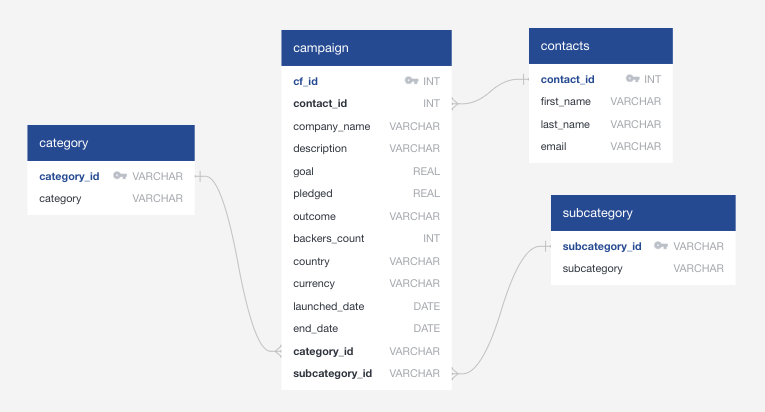 campaign
cf_id INT
contact_id INT
company_name VARCHAR
description VARCHAR
goal REAL
pledged REAL
outcome VARCHAR
backers_count INT
country VARCHAR
currency VARCHAR
launched_date DATE
end_date DATE
category_id VARCHAR
subcategory_id VARCHAR
contacts
contact_id INT
first_name VARCHAR
last_name VARCHAR
email VARCHAR
category
category_id VARCHAR
category VARCHAR
subcategory
subcategory_id VARCHAR
subcategory VARCHAR